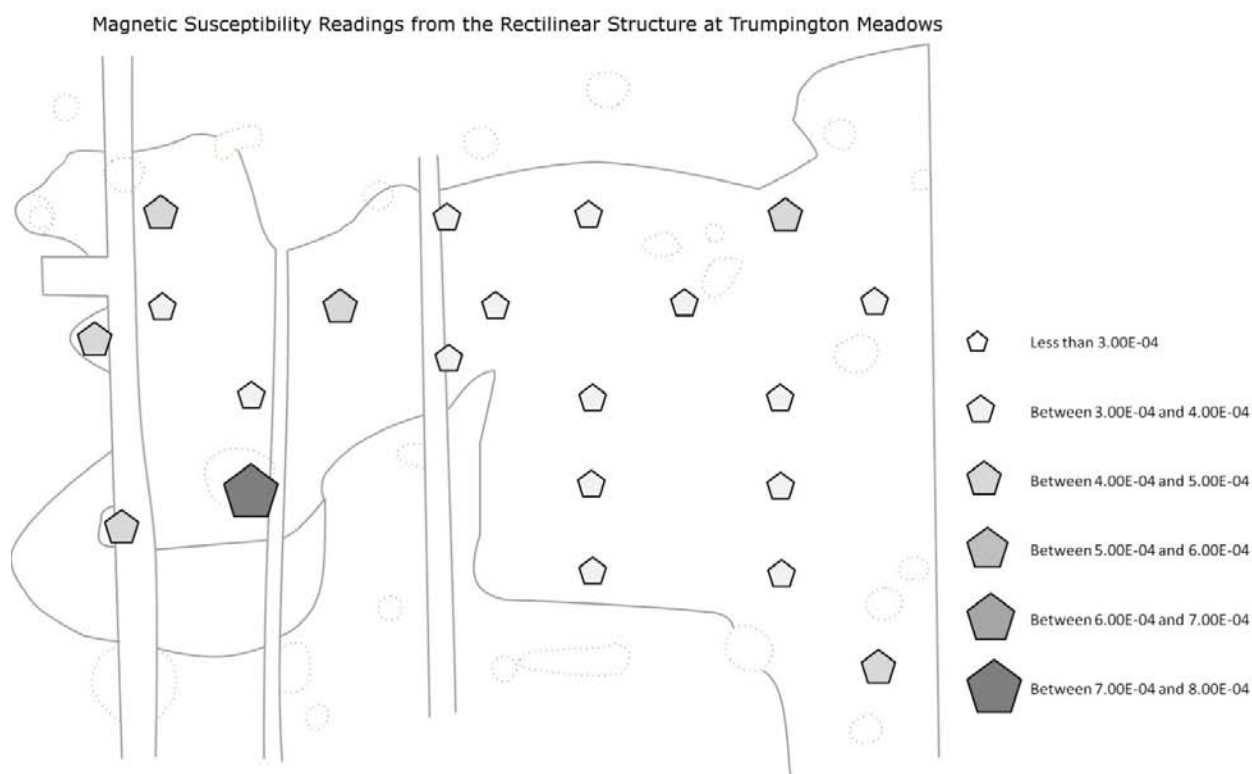 Magnetic Susceptibility Readings from the Rectilinear Structure at Trumpington Meadows
Less than 3.00E-04
Between 3.00E-04 and 4.00E-04
Between 4.00E-04 and 5.00E-04
Between 5.00E-04 and 6.00E-04
Between 6.00E-04 and 7.00E-04
Between 7.00E-04 and 8.00E-04